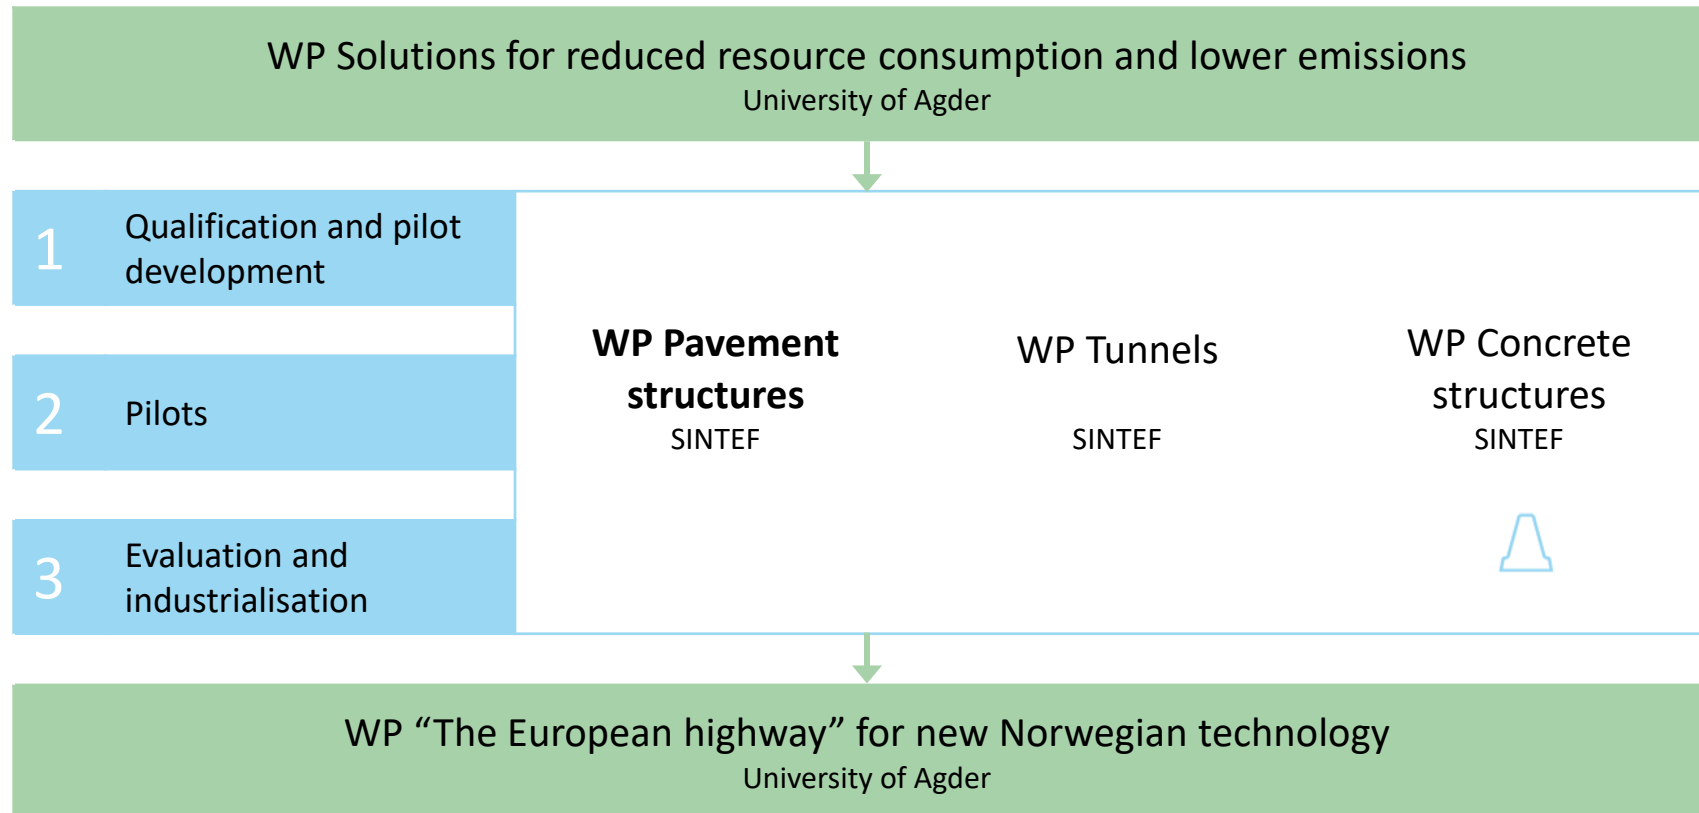 WP Solutions for reduced resource consumption and lower emissions
University of Agder
1
Qualification and pilot
development
2
Pilots
3
Evaluation and
industrialisation
WP Pavement
structures
SINTEF
WP Tunnels
SINTEF
WP Concrete
structures
SINTEF
WP “The European highway” for new Norwegian technology
University of Agder